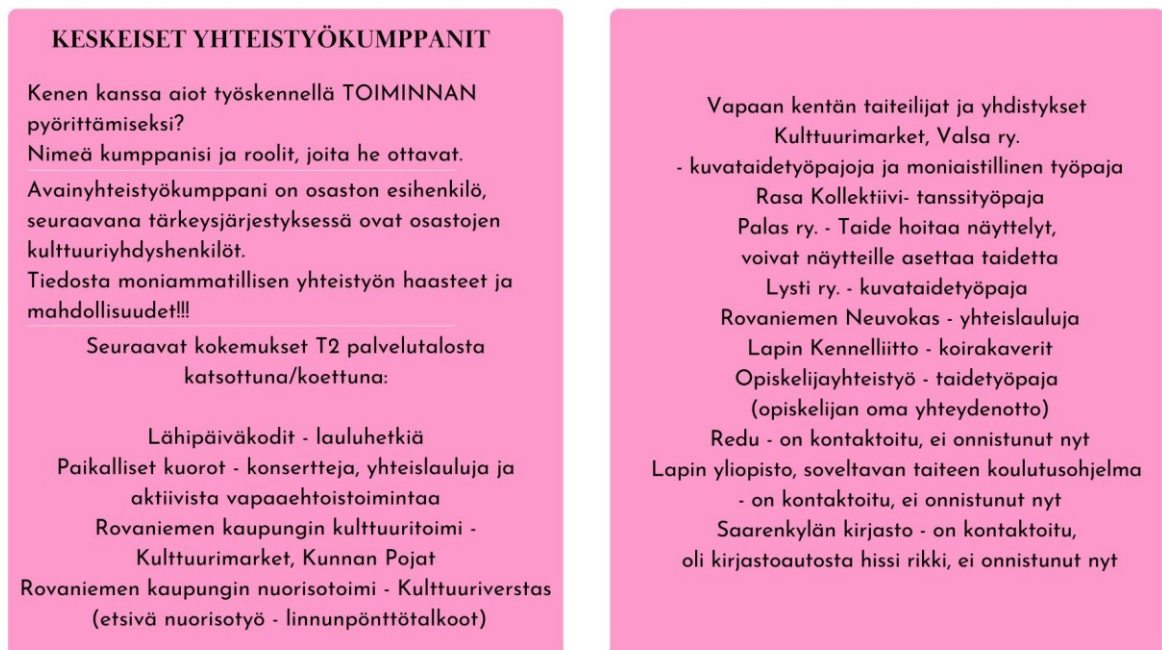 KESKEISET YHTEISTYÖKUMPPANIT
Kenen kanssa aiot työskennellä TOIMINNAN
pyörittämiseksi?
Nimeä kumppanisi ja roolit, joita he ottavat.
Avainyhteistyökumppani on osaston esihenkilö,
seuraavana tärkeysjärjestyksessä ovat osastojen
kulttuuriyhdyshenkilöt.
Tiedosta moniammatillisen yhteistyön haasteet ja
mahdollisuudet!!!
Seuraavat kokemukset T2 palvelutalosta
katsottuna/koettuna:
Lähipäiväkodit - lauluhetkiä
Paikalliset kuorot - konsertteja, yhteislauluja ja
aktiivista vapaaehtoistoimintaa
Rovaniemen kaupungin kulttuuritoimi -
Kulttuurimarket, Kunnan Pojat
Rovaniemen kaupungin nuorisotoimi - Kulttuuriverstas
(etsivä nuorisotyö - linnunpönttötalkoot)
Vapaan kentän taiteilijat ja yhdistykset
Kulttuurimarket, Valsa ry.
- kuvataidetyöpajoja ja moniaistillinen työpaja
Rasa Kollektiivi- tanssityöpaja
Palas ry. - Taide hoitaa näyttelyt,
voivat näytteille asettaa taidetta
Lysti ry. - kuvataidetyöpaja
Rovaniemen Neuvokas - yhteislauluja
Lapin Kennelliitto - koirakaverit
Opiskelijayhteistyö - taidetyöpaja
(opiskelijan oma yhteydenotto)
Redu - on kontaktoitu, ei onnistunut nyt
Lapin yliopisto, soveltavan taiteen koulutusohjelma
- on kontaktoitu, ei onnistunut nyt
Saarenkylän kirjasto - on kontaktoitu,
oli kirjastoautosta hissi rikki, ei onnistunut nyt